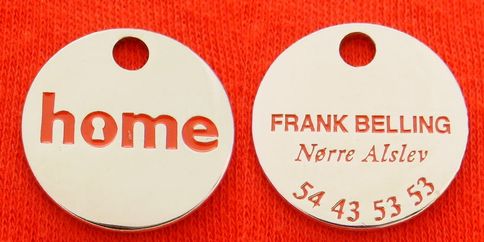 home
FRANK BELLING
Nørre Alslev
54 43 53 53